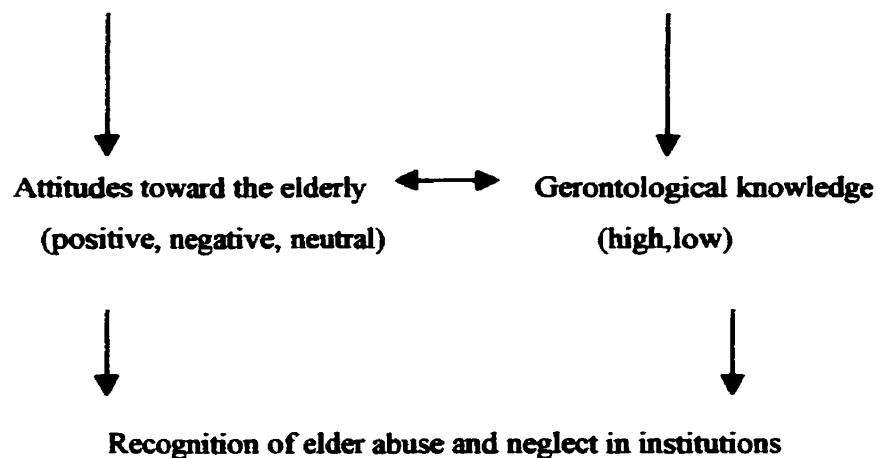 Attitudes toward the elderly
Gerontological knowledge
(positive, negative, neutral)
(high,low)
Recognition of elder abuse and neglect in institutions